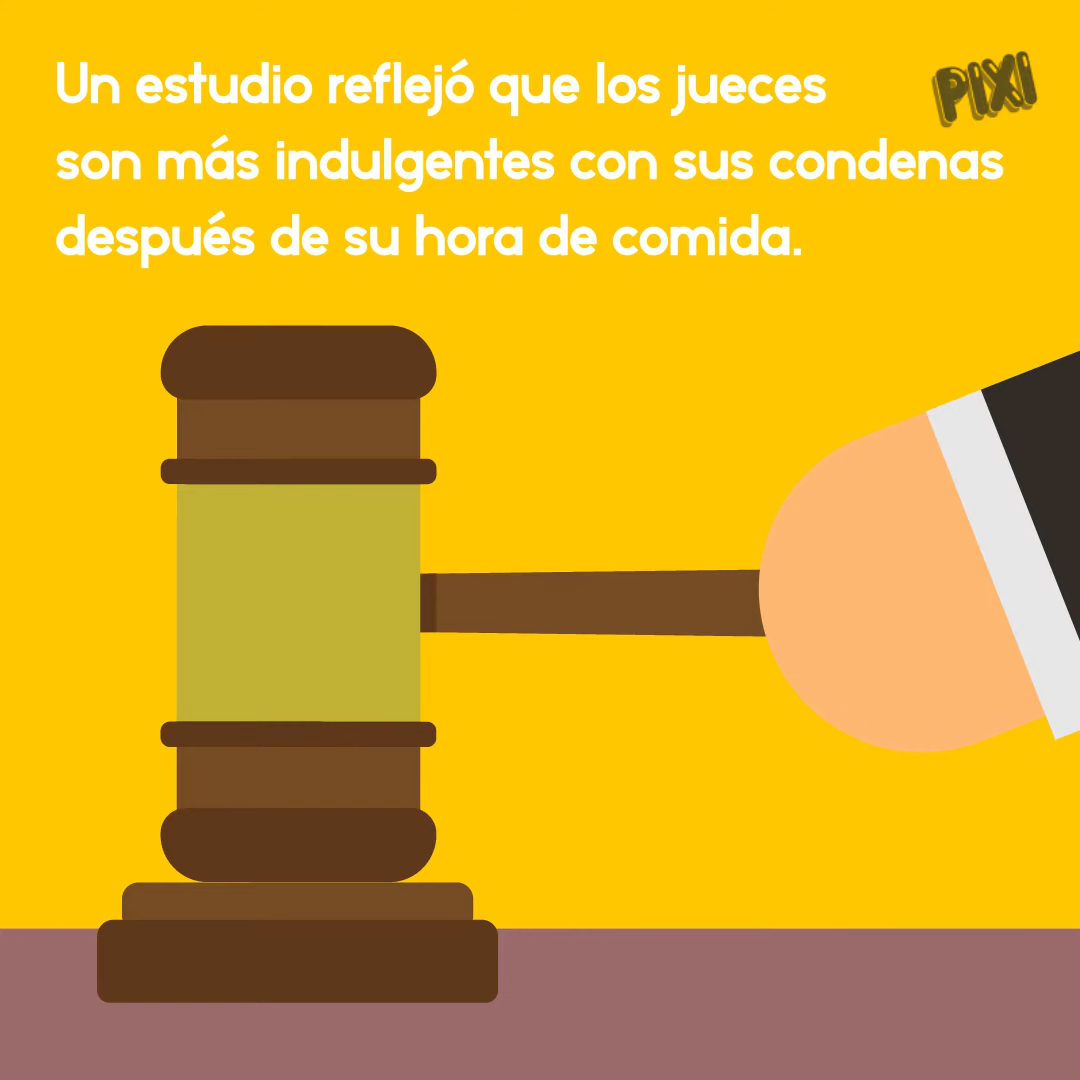 Un estudio reflejó que los jueces
son más indulgentes con sus condenas
después de su hora de comida.
PIXI